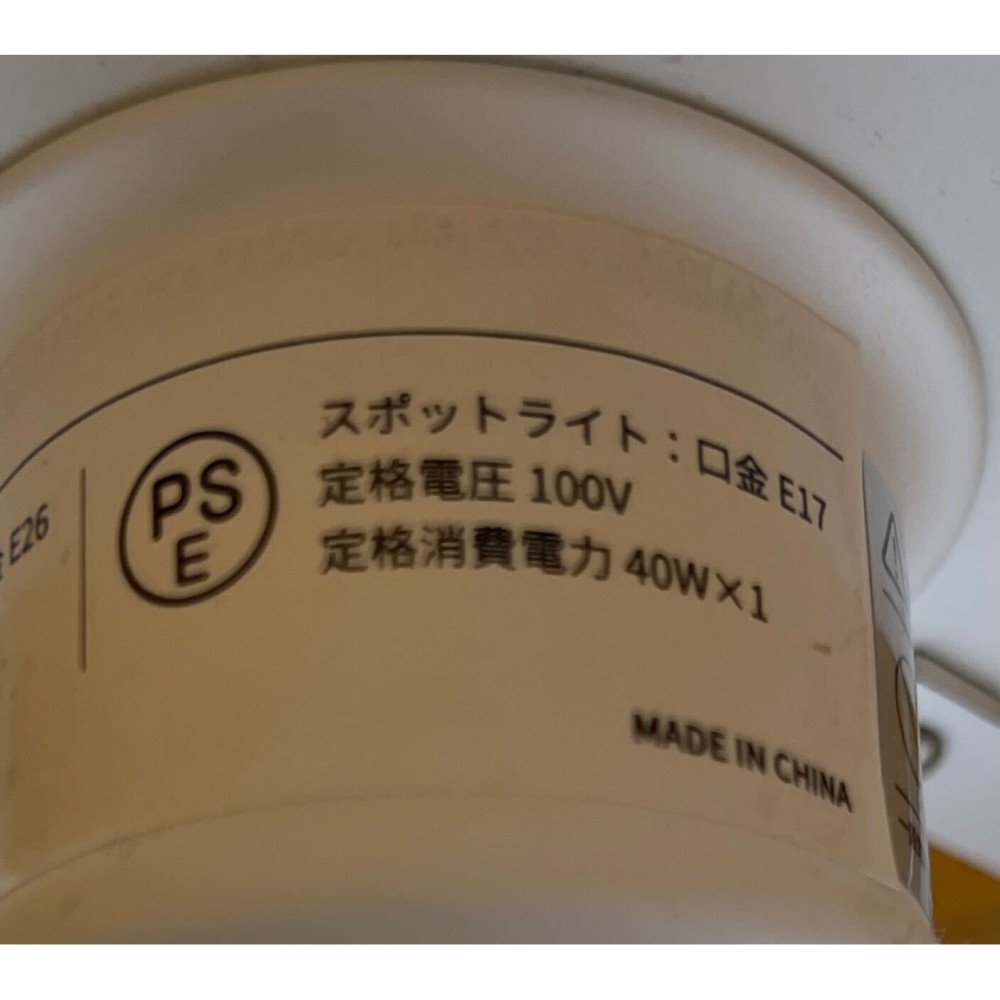 E26
PS
E
スポットライト：口金 E17
定格電圧 100V
定格消費電力 40W×1
MADE IN CHINA